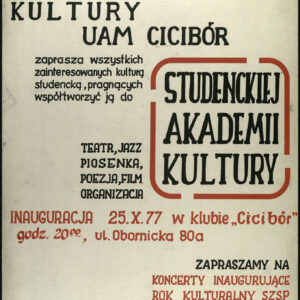 KULTURY
UAM CICIBÓR
zaprasza wszystkich
zainteresowanych kulturą
studencką, pragnących
współtworzyć ją do
STUDENCKIEJ
AKADEMII
KULTURY
TEATR, JAZZ
PIOSENKA,
POEZJA, FILM
ORGANIZACJA
INAUGURACJA 25.X.77 w klubie „Cicibór”
godz. 20⁰⁰, ul. Obornicka 80a
ZAPRASZAMY NA
KONCERTY INAUGURUJĄCE
ROK KULTURALNY SZSP